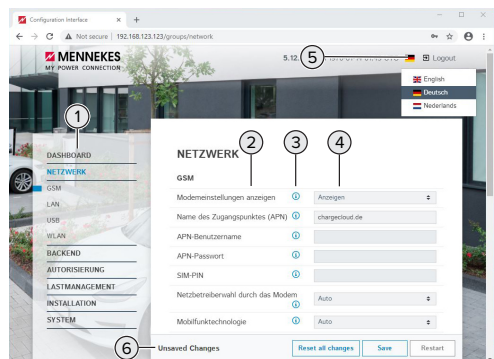 Configuration Interface
Not secure | 192.168.123.123/groups/network
MENNEKES
MY POWER CONNECTION
5.12.
5
Logout
English
Deutsch
Nederlands
1
DASHBOARD
NETZWERK
GSM
LAN
USB
WLAN
BACKEND
AUTORISIERUNG
LASTMANAGEMENT
INSTALLATION
SYSTEM
NETZWERK
2
3
4
GSM
Modemeinstellungen anzeigen
Anzeigen
Name des Zugangspunktes (APN)
chargecloud.de
APN-Benutzername
APN-Passwort
SIM-PIN
Netzbetreiberwahl durch das Modem
Auto
Mobilfunktechnologie
Auto
6
Unsaved Changes
Reset all changes
Save
Restart